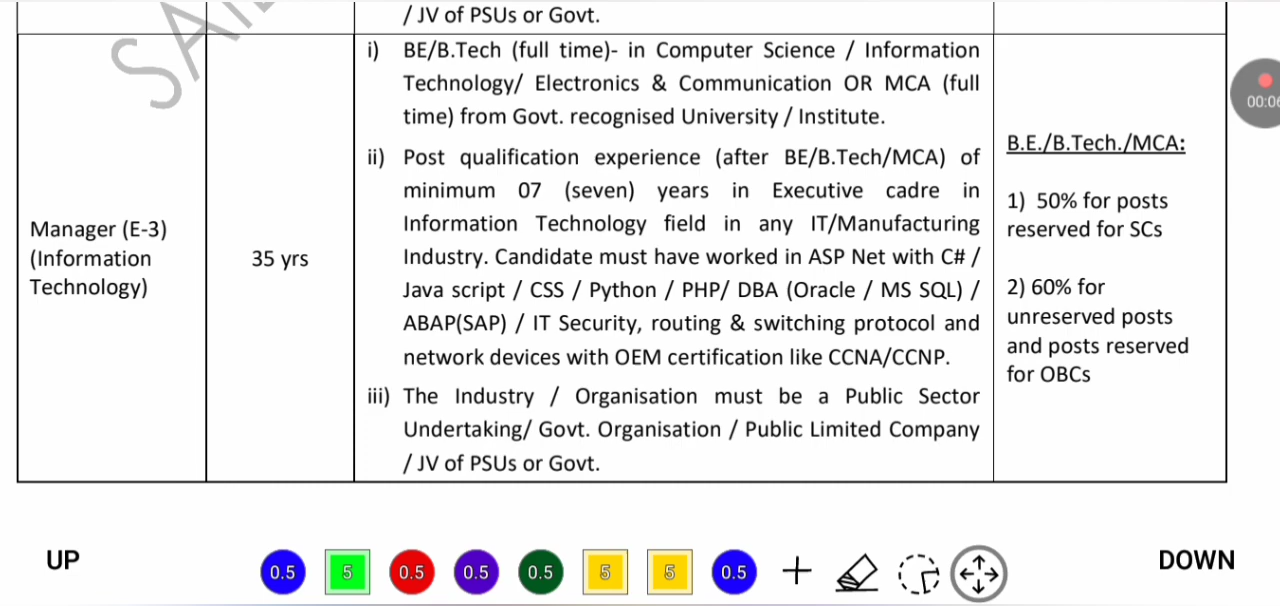 / JV of PSUs or Govt.
i) BE/B.Tech (full time)- in Computer Science / Information
Technology/ Electronics & Communication OR MCA (full
time) from Govt. recognised University / Institute.
ii) Post qualification experience (after BE/B.Tech/MCA) of
minimum 07 (seven) years in Executive cadre in
Information Technology field in any IT/Manufacturing
Industry. Candidate must have worked in ASP Net with C# /
Java script / CSS / Python / PHP/ DBA (Oracle / MS SQL) /
ABAP(SAP) / IT Security, routing & switching protocol and
network devices with OEM certification like CCNA/CCNP.
iii) The Industry / Organisation must be a Public Sector
Undertaking/ Govt. Organisation / Public Limited Company
/ JV of PSUs or Govt.
Manager (E-3)
(Information
Technology)
35 yrs
B.E./B.Tech./MCA:
1) 50% for posts
reserved for SCs
2) 60% for
unreserved posts
and posts reserved
for OBCs
UP
0.5
5
0.5
0.5
0.5
5
5
0.5
DOWN